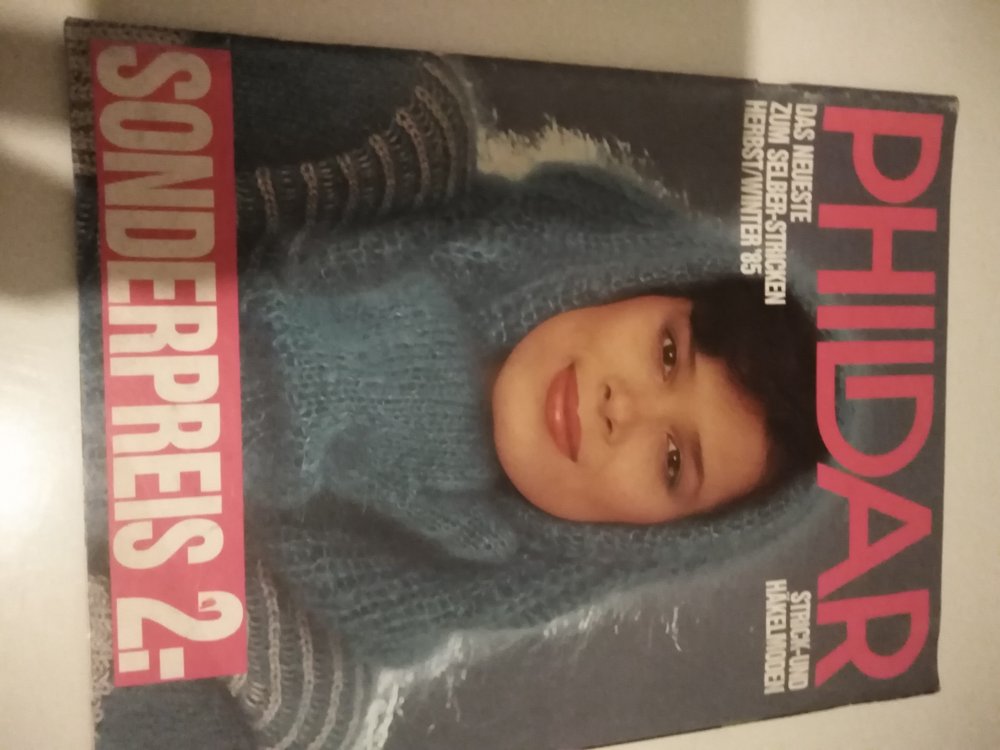 PHILDAR
DAS NEUESTE
ZUM SELBER-STRICKEN
HERBST/WINTER '85
STRICK-UND
HÄKELMODEN
SONDERPREIS 2: